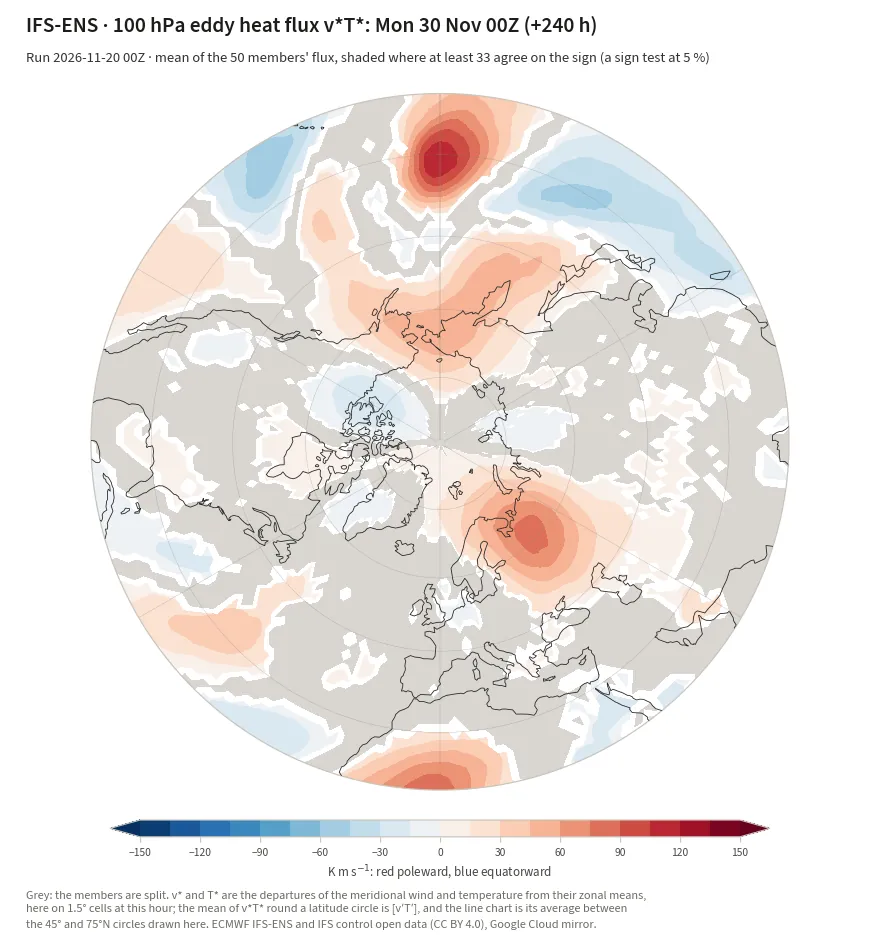 IFS-ENS · 100 hPa eddy heat flux v*T*: Mon 30 Nov 00Z (+240 h)
Run 2026-11-20 00Z · mean of the 50 members' flux, shaded where at least 33 agree on the sign (a sign test at 5 %)
−150 −120 −90 −60 −30 0 30 60 90 120 150
K m s⁻¹: red poleward, blue equatorward
Grey: the members are split. v* and T* are the departures of the meridional wind and temperature from their zonal means,
here on 1.5° cells at this hour; the mean of v*T* round a latitude circle is [v'T'], and the line chart is its average between
the 45° and 75°N circles drawn here. ECMWF IFS-ENS and IFS control open data (CC BY 4.0), Google Cloud mirror.